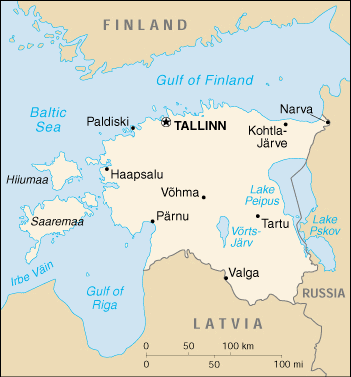 FINLAND
Gulf of Finland
Baltic
Sea
Paldiski
TALLINN
Narva
Kohtla-
Järve
Haapsalu
Hiiumaa
Võhma
Lake
Peipus
Saaremaa
Pärnu
Võrts-
Järv
Tartu
Lake
Pskov
Irbe Väin
Gulf of
Riga
Valga
RUSSIA
LATVIA
0 50 100 km
0 50 100 mi